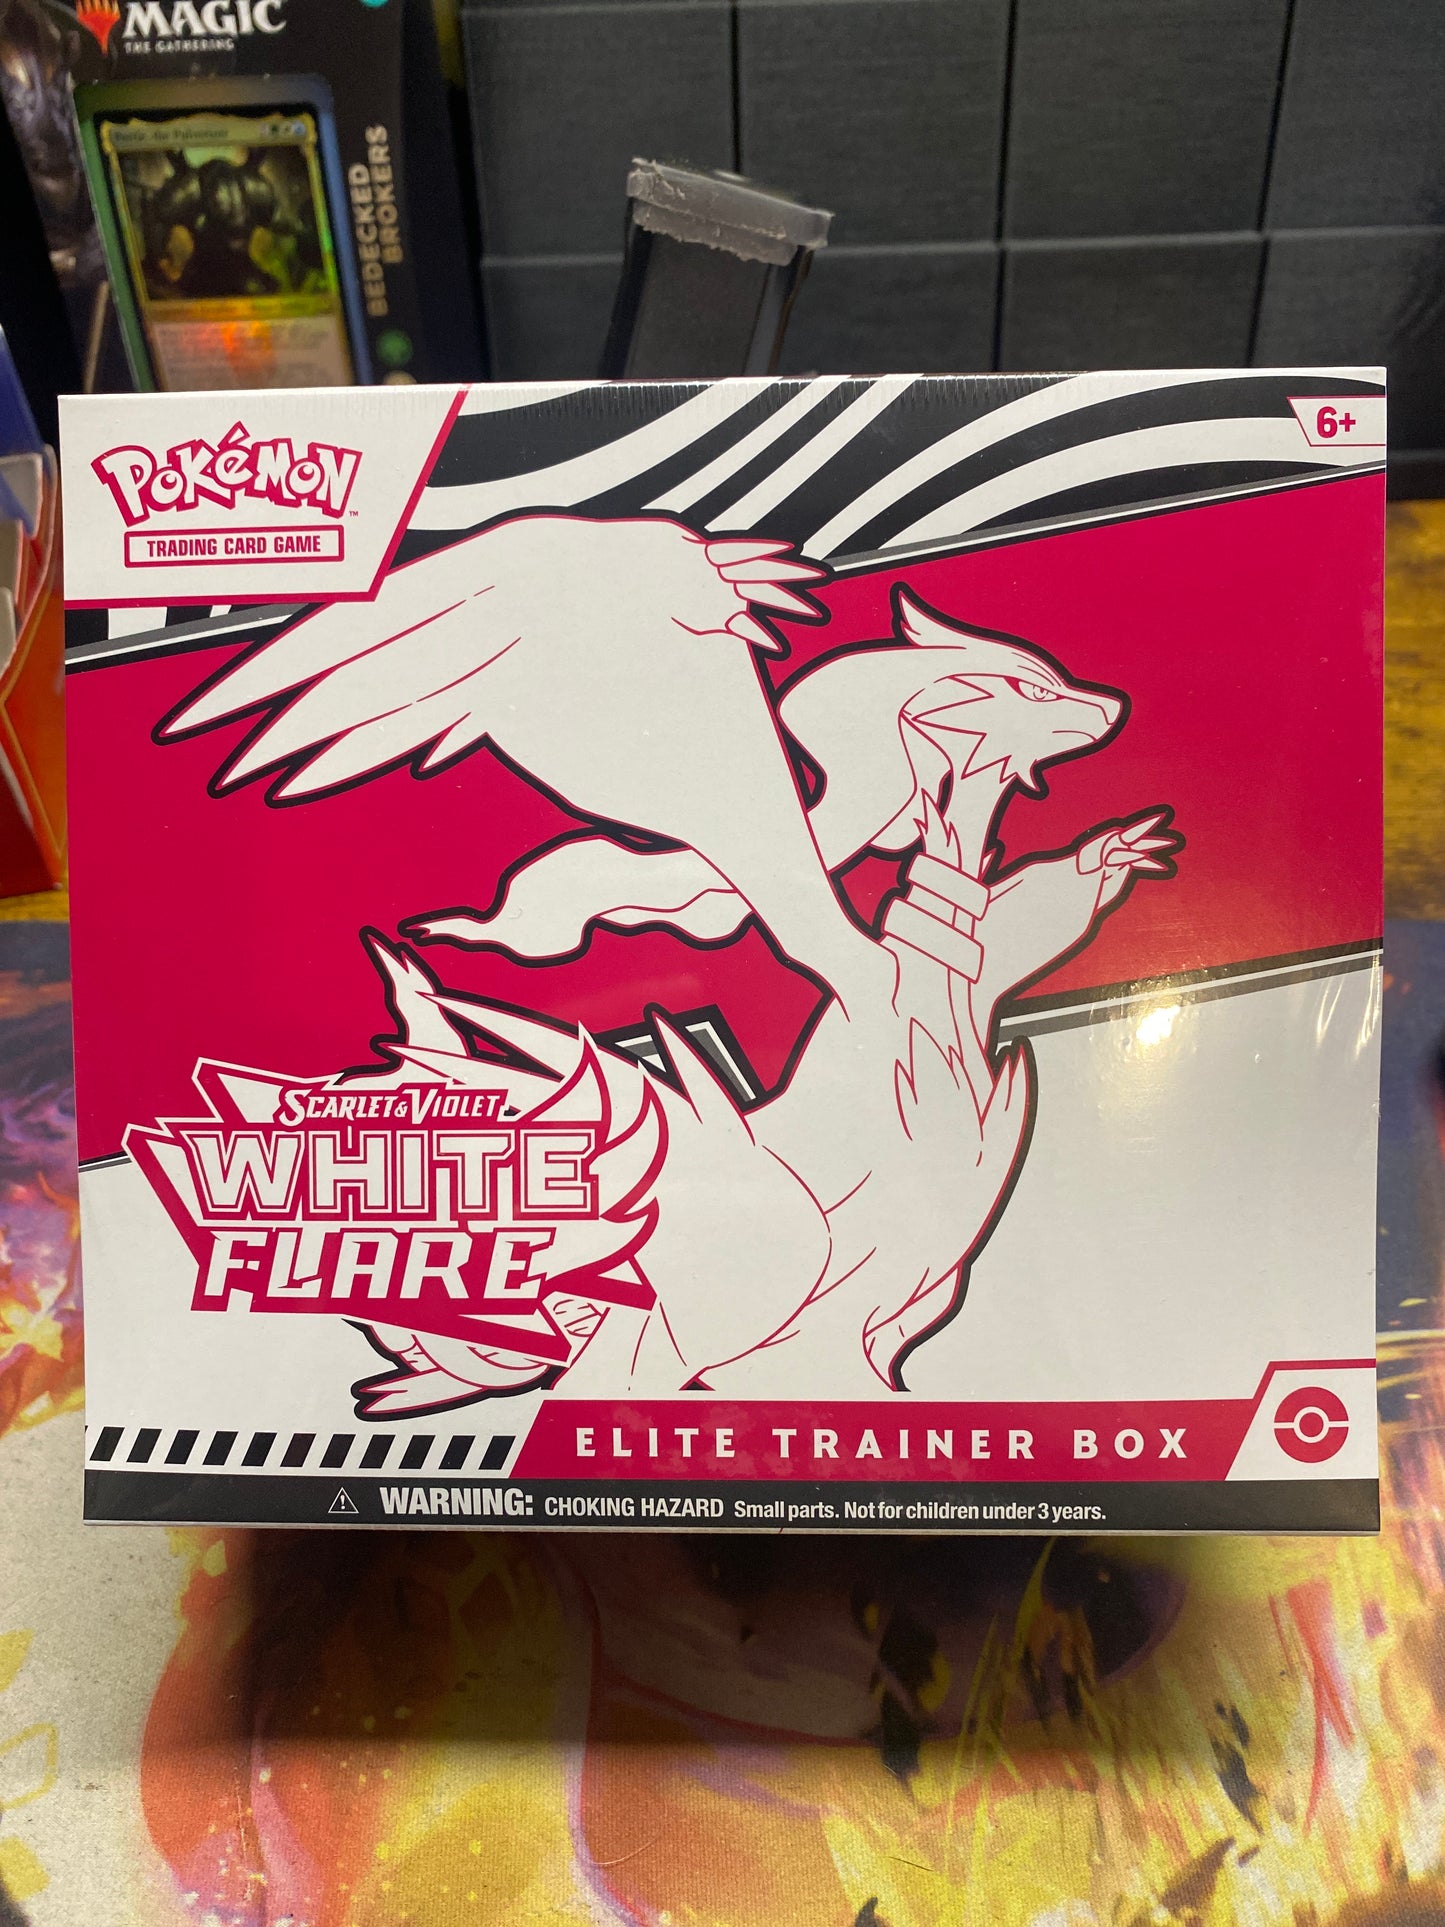 MAGIC
THE GATHERING
BEDECKED
BROKERS
POKéMON
TM
TRADING CARD GAME
6+
SCARLET & VIOLET
WHITE
FLARE
ELITE TRAINER BOX
WARNING: CHOKING HAZARD Small parts. Not for children under 3 years.